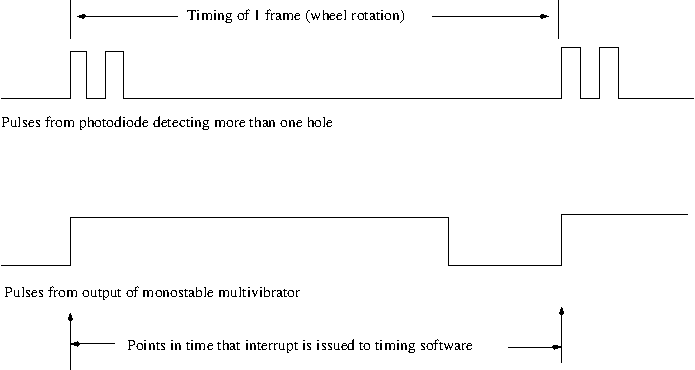 Timing of 1 frame (wheel rotation)
Pulses from photodiode detecting more than one hole
Pulses from output of monostable multivibrator
Points in time that interrupt is issued to timing software